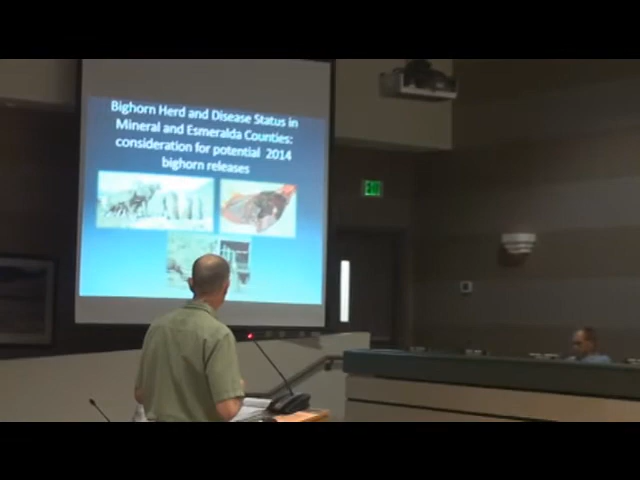 Bighorn Herd and Disease Status in
Mineral and Esmeralda Counties:
consideration for potential 2014
bighorn releases
EXIT